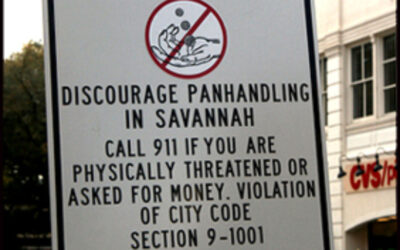 DISCOURAGE PANHANDLING
IN SAVANNAH
CALL 911 IF YOU ARE
PHYSICALLY THREATENED OR
ASKED FOR MONEY. VIOLATION
OF CITY CODE
SECTION 9-1001
CVS/p